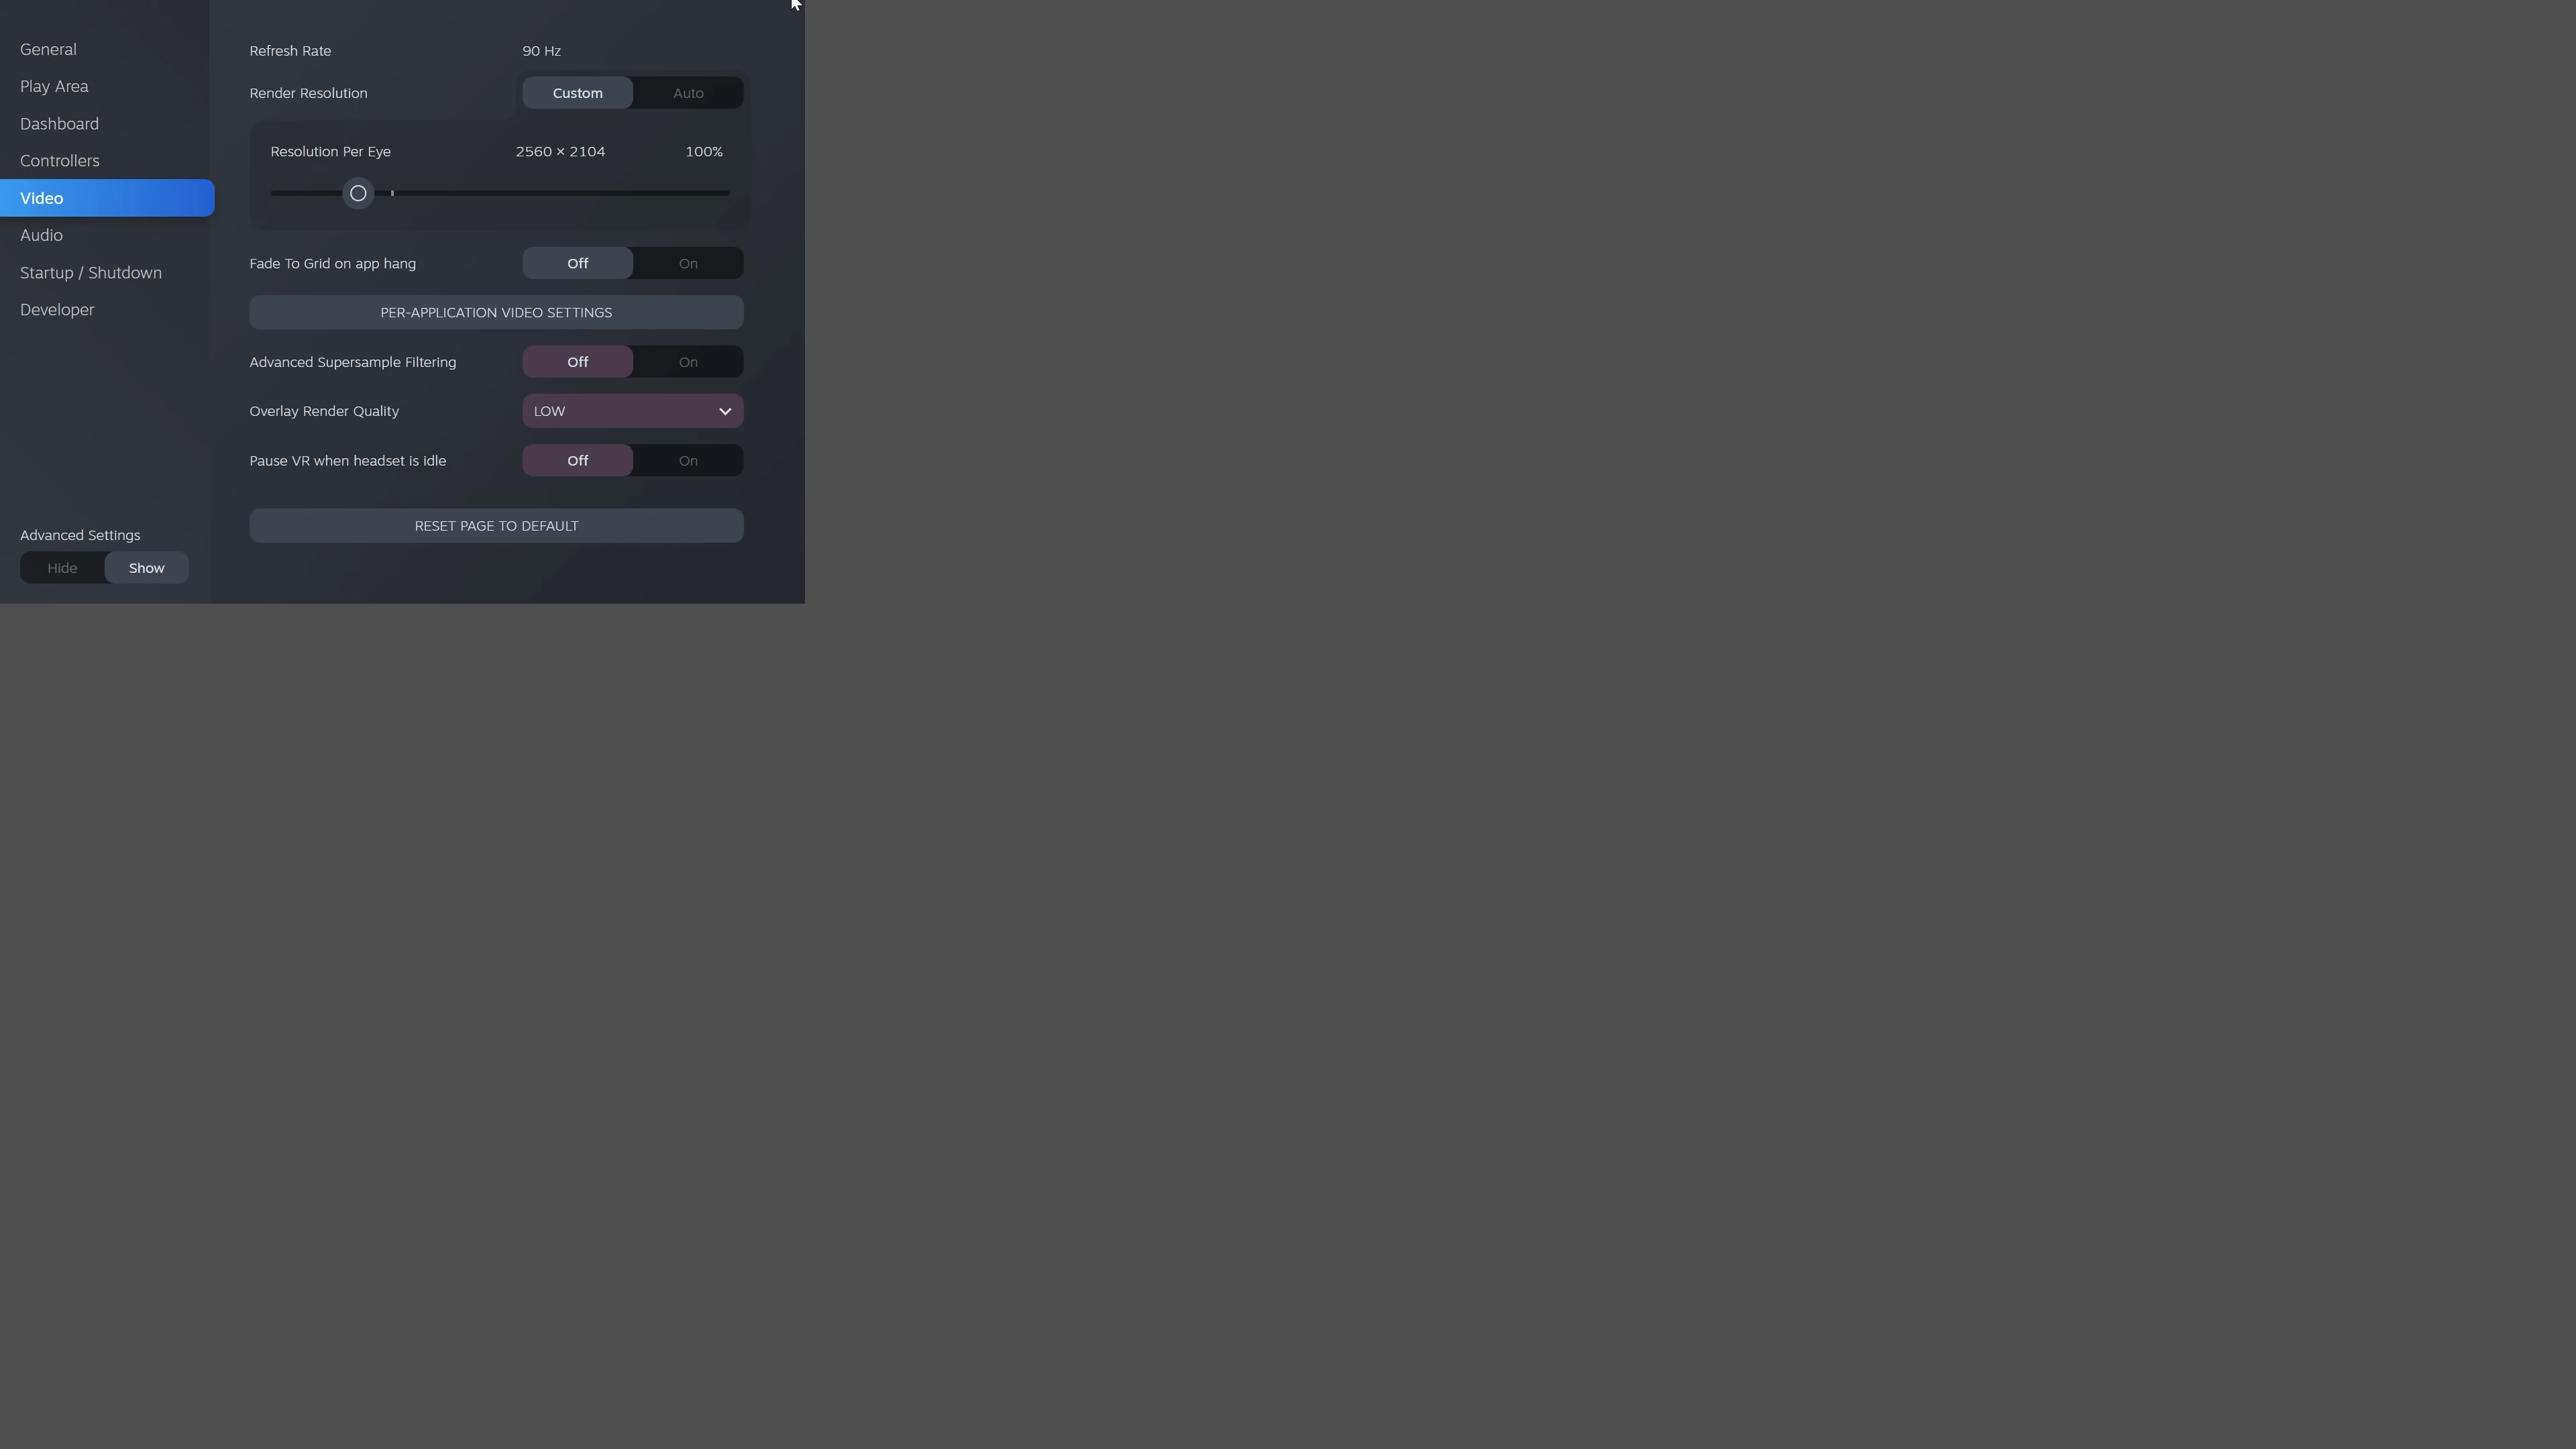 General
Play Area
Dashboard
Controllers
Video
Audio
Startup / Shutdown
Developer
Advanced Settings
Hide Show
Refresh Rate 90 Hz
Render Resolution Custom Auto
Resolution Per Eye 2560 × 2104 100%
Fade To Grid on app hang Off On
PER-APPLICATION VIDEO SETTINGS
Advanced Supersample Filtering Off On
Overlay Render Quality LOW
Pause VR when headset is idle Off On
RESET PAGE TO DEFAULT